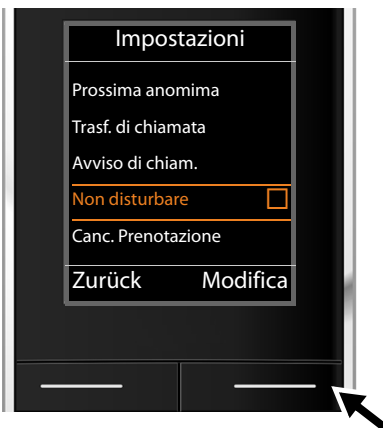 Impostazioni
Prossima anomima
Trasf. di chiamata
Avviso di chiam.
Non disturbare
Canc. Prenotazione
Zurück Modifica